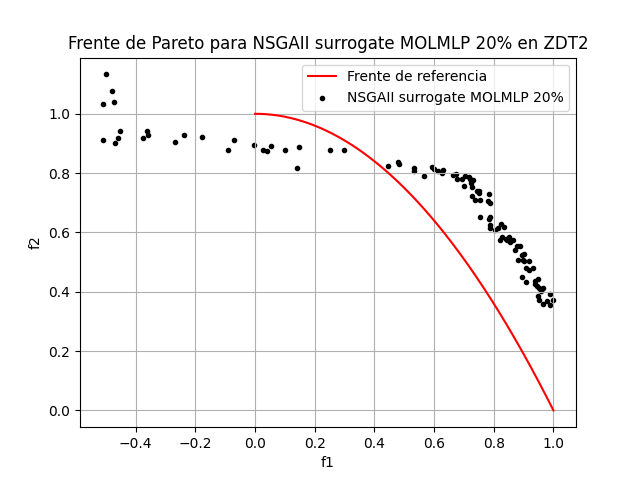 Frente de Pareto para NSGAII surrogate MOLMLP 20% en ZDT2
Frente de referencia
NSGAII surrogate MOLMLP 20%
f2
1.0
0.8
0.6
0.4
0.2
0.0
−0.4
−0.2
0.0
0.2
0.4
0.6
0.8
1.0
f1